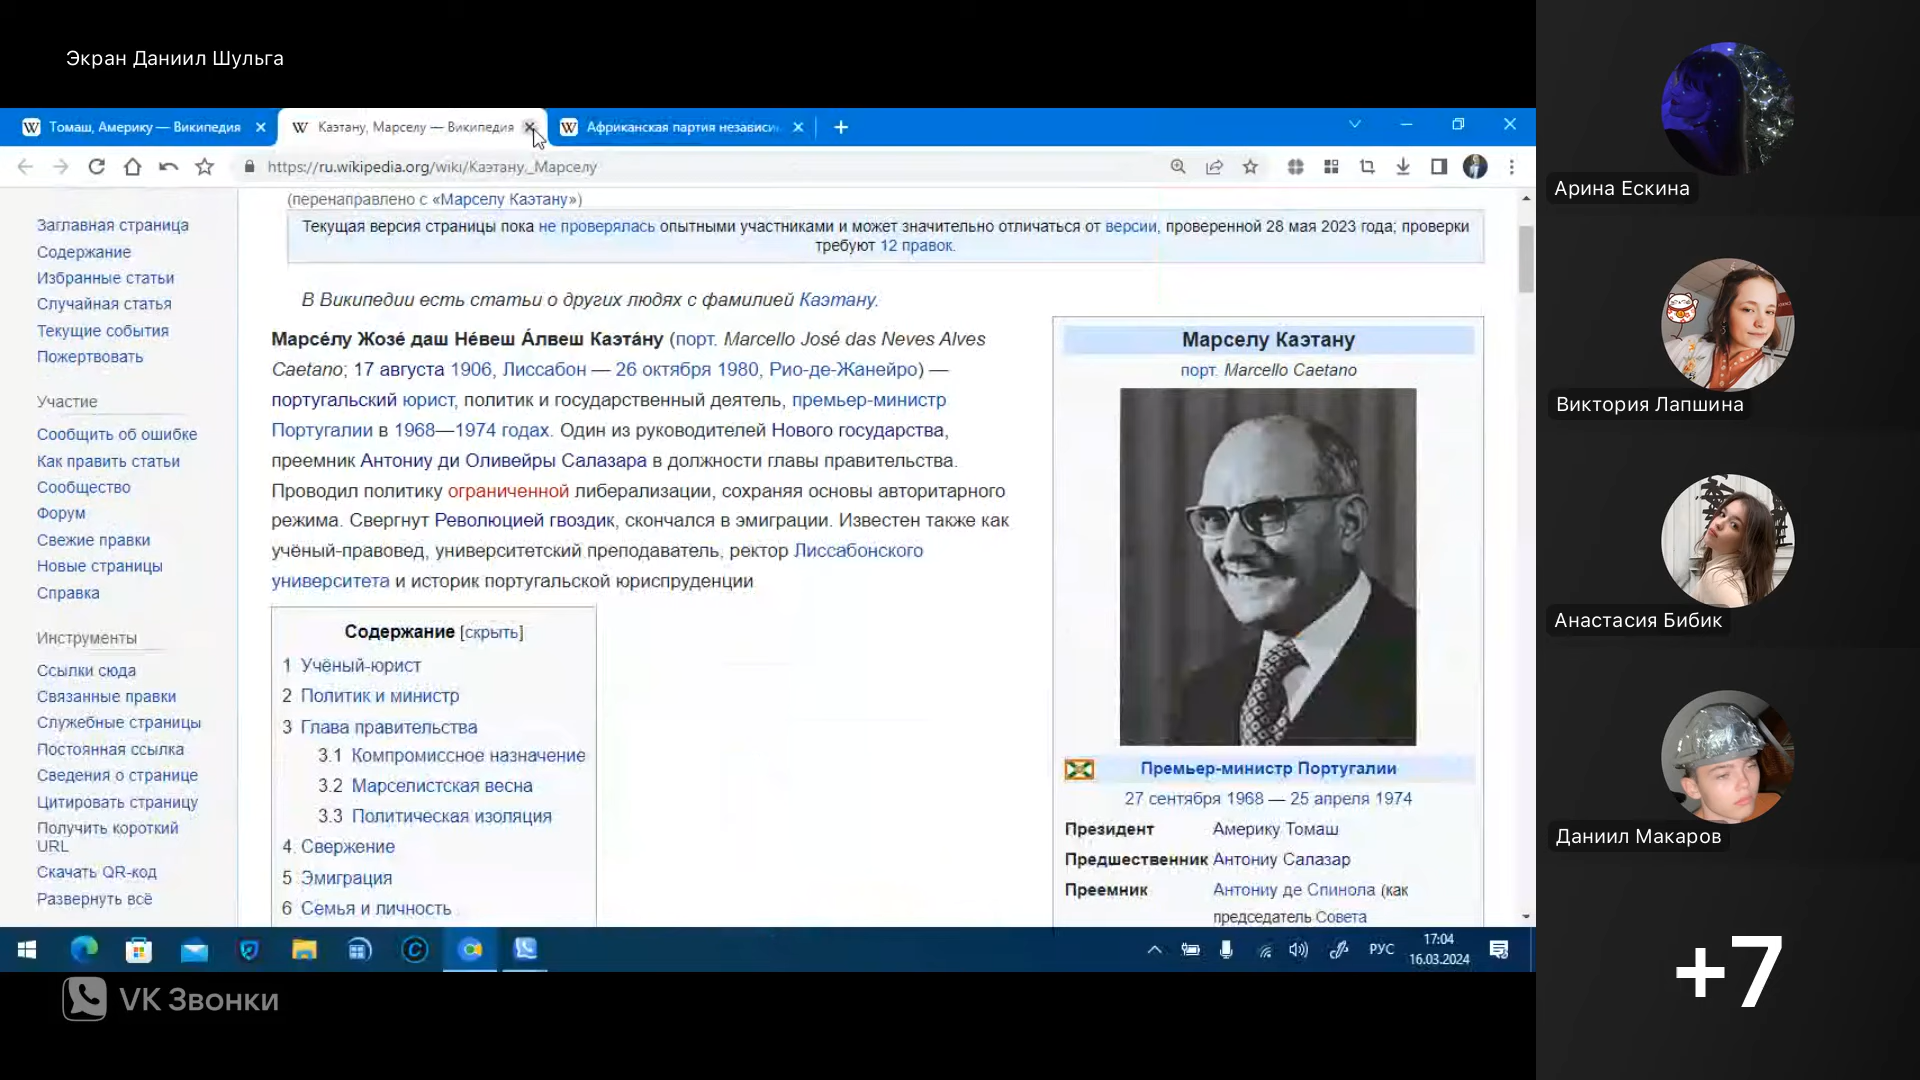 Экран Даниил Шульга
Томаш, Америку — Википедия
Каэтану, Марселу — Википедия
Африканская партия независи
https://ru.wikipedia.org/wiki/Каэтану,_Марселу
Заглавная страница
Содержание
Избранные статьи
Случайная статья
Текущие события
Пожертвовать
Участие
Сообщить об ошибке
Как править статьи
Сообщество
Форум
Свежие правки
Новые страницы
Справка
Инструменты
Ссылки сюда
Связанные правки
Служебные страницы
Постоянная ссылка
Сведения о странице
Цитировать страницу
Получить короткий
URL
Скачать QR-код
Развернуть всё
(перенаправлено с «Марселу Каэтану»)
Текущая версия страницы пока не проверялась опытными участниками и может значительно отличаться от версии, проверенной 28 мая 2023 года; проверки
требуют 12 правок.
В Википедии есть статьи о других людях с фамилией Каэтану.
Марсе́лу Жозе́ даш Не́веш А́лвеш Каэта́ну (порт. Marcello José das Neves Alves
Caetano; 17 августа 1906, Лиссабон — 26 октября 1980, Рио-де-Жанейро) —
португальский юрист, политик и государственный деятель, премьер-министр
Португалии в 1968—1974 годах. Один из руководителей Нового государства,
преемник Антониу ди Оливейры Салазара в должности главы правительства.
Проводил политику ограниченной либерализации, сохраняя основы авторитарного
режима. Свергнут Революцией гвоздик, скончался в эмиграции. Известен также как
учёный-правовед, университетский преподаватель, ректор Лиссабонского
университета и историк португальской юриспруденции
Содержание [скрыть]
1 Учёный-юрист
2 Политик и министр
3 Глава правительства
3.1 Компромиссное назначение
3.2 Марселистская весна
3.3 Политическая изоляция
4 Свержение
5 Эмиграция
6 Семья и личность
Марселу Каэтану
порт. Marcello Caetano
Премьер-министр Португалии
27 сентября 1968 — 25 апреля 1974
Президент Америку Томаш
Предшественник Антониу Салазар
Преемник Антониу де Спинола (как
председатель Совета
РУС
17:04
16.03.2024
VK Звонки
Арина Ескина
Виктория Лапшина
Анастасия Бибик
Даниил Макаров
+7